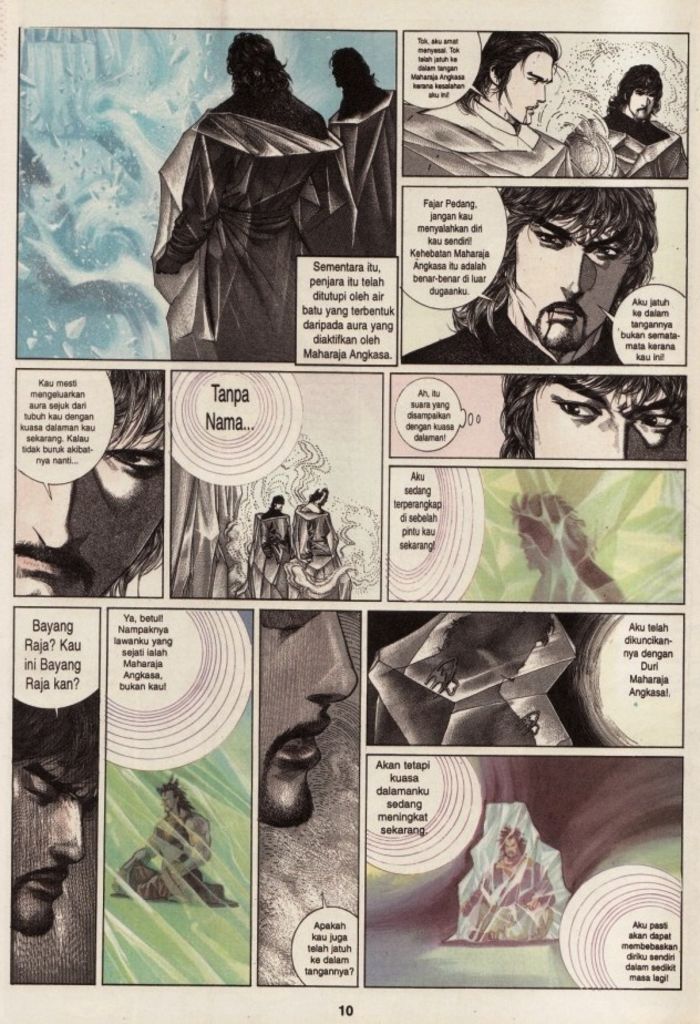 Sementara itu,
penjara itu telah
ditutupi oleh air
batu yang terbentuk
daripada aura yang
diaktifkan oleh
Maharaja Angkasa.
Tok, aku amat
menyesal. Tok
telah jatuh ke
dalam tangan
Maharaja Angkasa
kerana kesalahan
aku ini!
Fajar Pedang,
jangan kau
menyalahkan diri
kau sendiri!
Kehebatan Maharaja
Angkasa itu adalah
benar-benar di luar
dugaanku.
Aku jatuh
ke dalam
tangannya
bukan semata-
mata kerana
kau ini!
Kau mesti
mengeluarkan
aura sejuk dari
tubuh kau dengan
kuasa dalaman kau
sekarang. Kalau
tidak buruk akibat-
nya nanti...
Tanpa
Nama...
Ah, itu
suara yang
disampaikan
dengan kuasa
dalaman!
Aku
sedang
terperangkap
di sebelah
pintu kau
sekarang!
Bayang
Raja? Kau
ini Bayang
Raja kan?
Ya, betul!
Nampaknya
lawanku yang
sejati ialah
Maharaja
Angkasa,
bukan kau!
Apakah
kau juga
telah jatuh
ke dalam
tangannya?
Aku telah
dikuncikan-
nya dengan
Duri
Maharaja
Angkasa!.
Akan tetapi
kuasa
dalamanku
sedang
meningkat
sekarang.
Aku pasti
akan dapat
membebaskan
diriku sendiri
dalam sedikit
masa lagi!
10